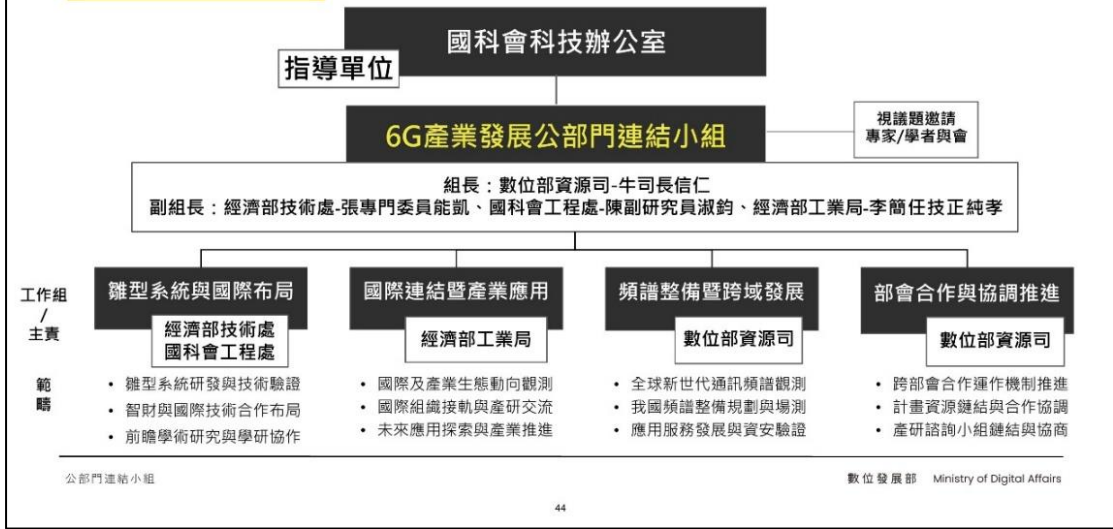 國科會科技辦公室
指導單位
6G產業發展公部門連結小組
視議題邀請
專家/學者與會
組長：數位部資源司-牛司長信仁
副組長：經濟部技術處-張專門委員能凱、國科會工程處-陳副研究員淑鈞、經濟部工業局-李簡任技正純孝
工作組
/
主責
雛型系統與國際布局
經濟部技術處
國科會工程處
國際連結暨產業應用
經濟部工業局
頻譜整備暨跨域發展
數位部資源司
部會合作與協調推進
數位部資源司
範
疇
• 雛型系統研發與技術驗證
• 智財與國際技術合作布局
• 前瞻學術研究與學研協作
• 國際及產業生態動向觀測
• 國際組織接軌與產研交流
• 未來應用探索與產業推進
• 全球新世代通訊頻譜觀測
• 我國頻譜整備規劃與場測
• 應用服務發展與資安驗證
• 跨部會合作運作機制推進
• 計畫資源鏈結與合作協調
• 產研諮詢小組鏈結與協商
公部門連結小組
數位發展部 Ministry of Digital Affairs
44